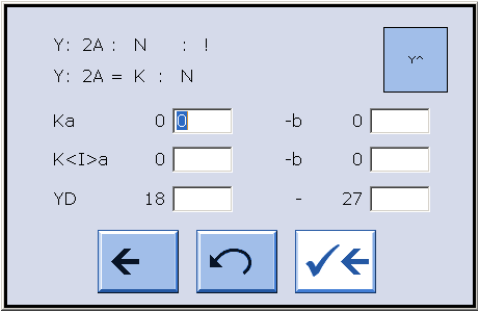 Y: 2A : N : !
Y: 2A = K : N
Y^
Ka 0 0 -b 0
K<I>a 0 -b 0
YD 18 - 27